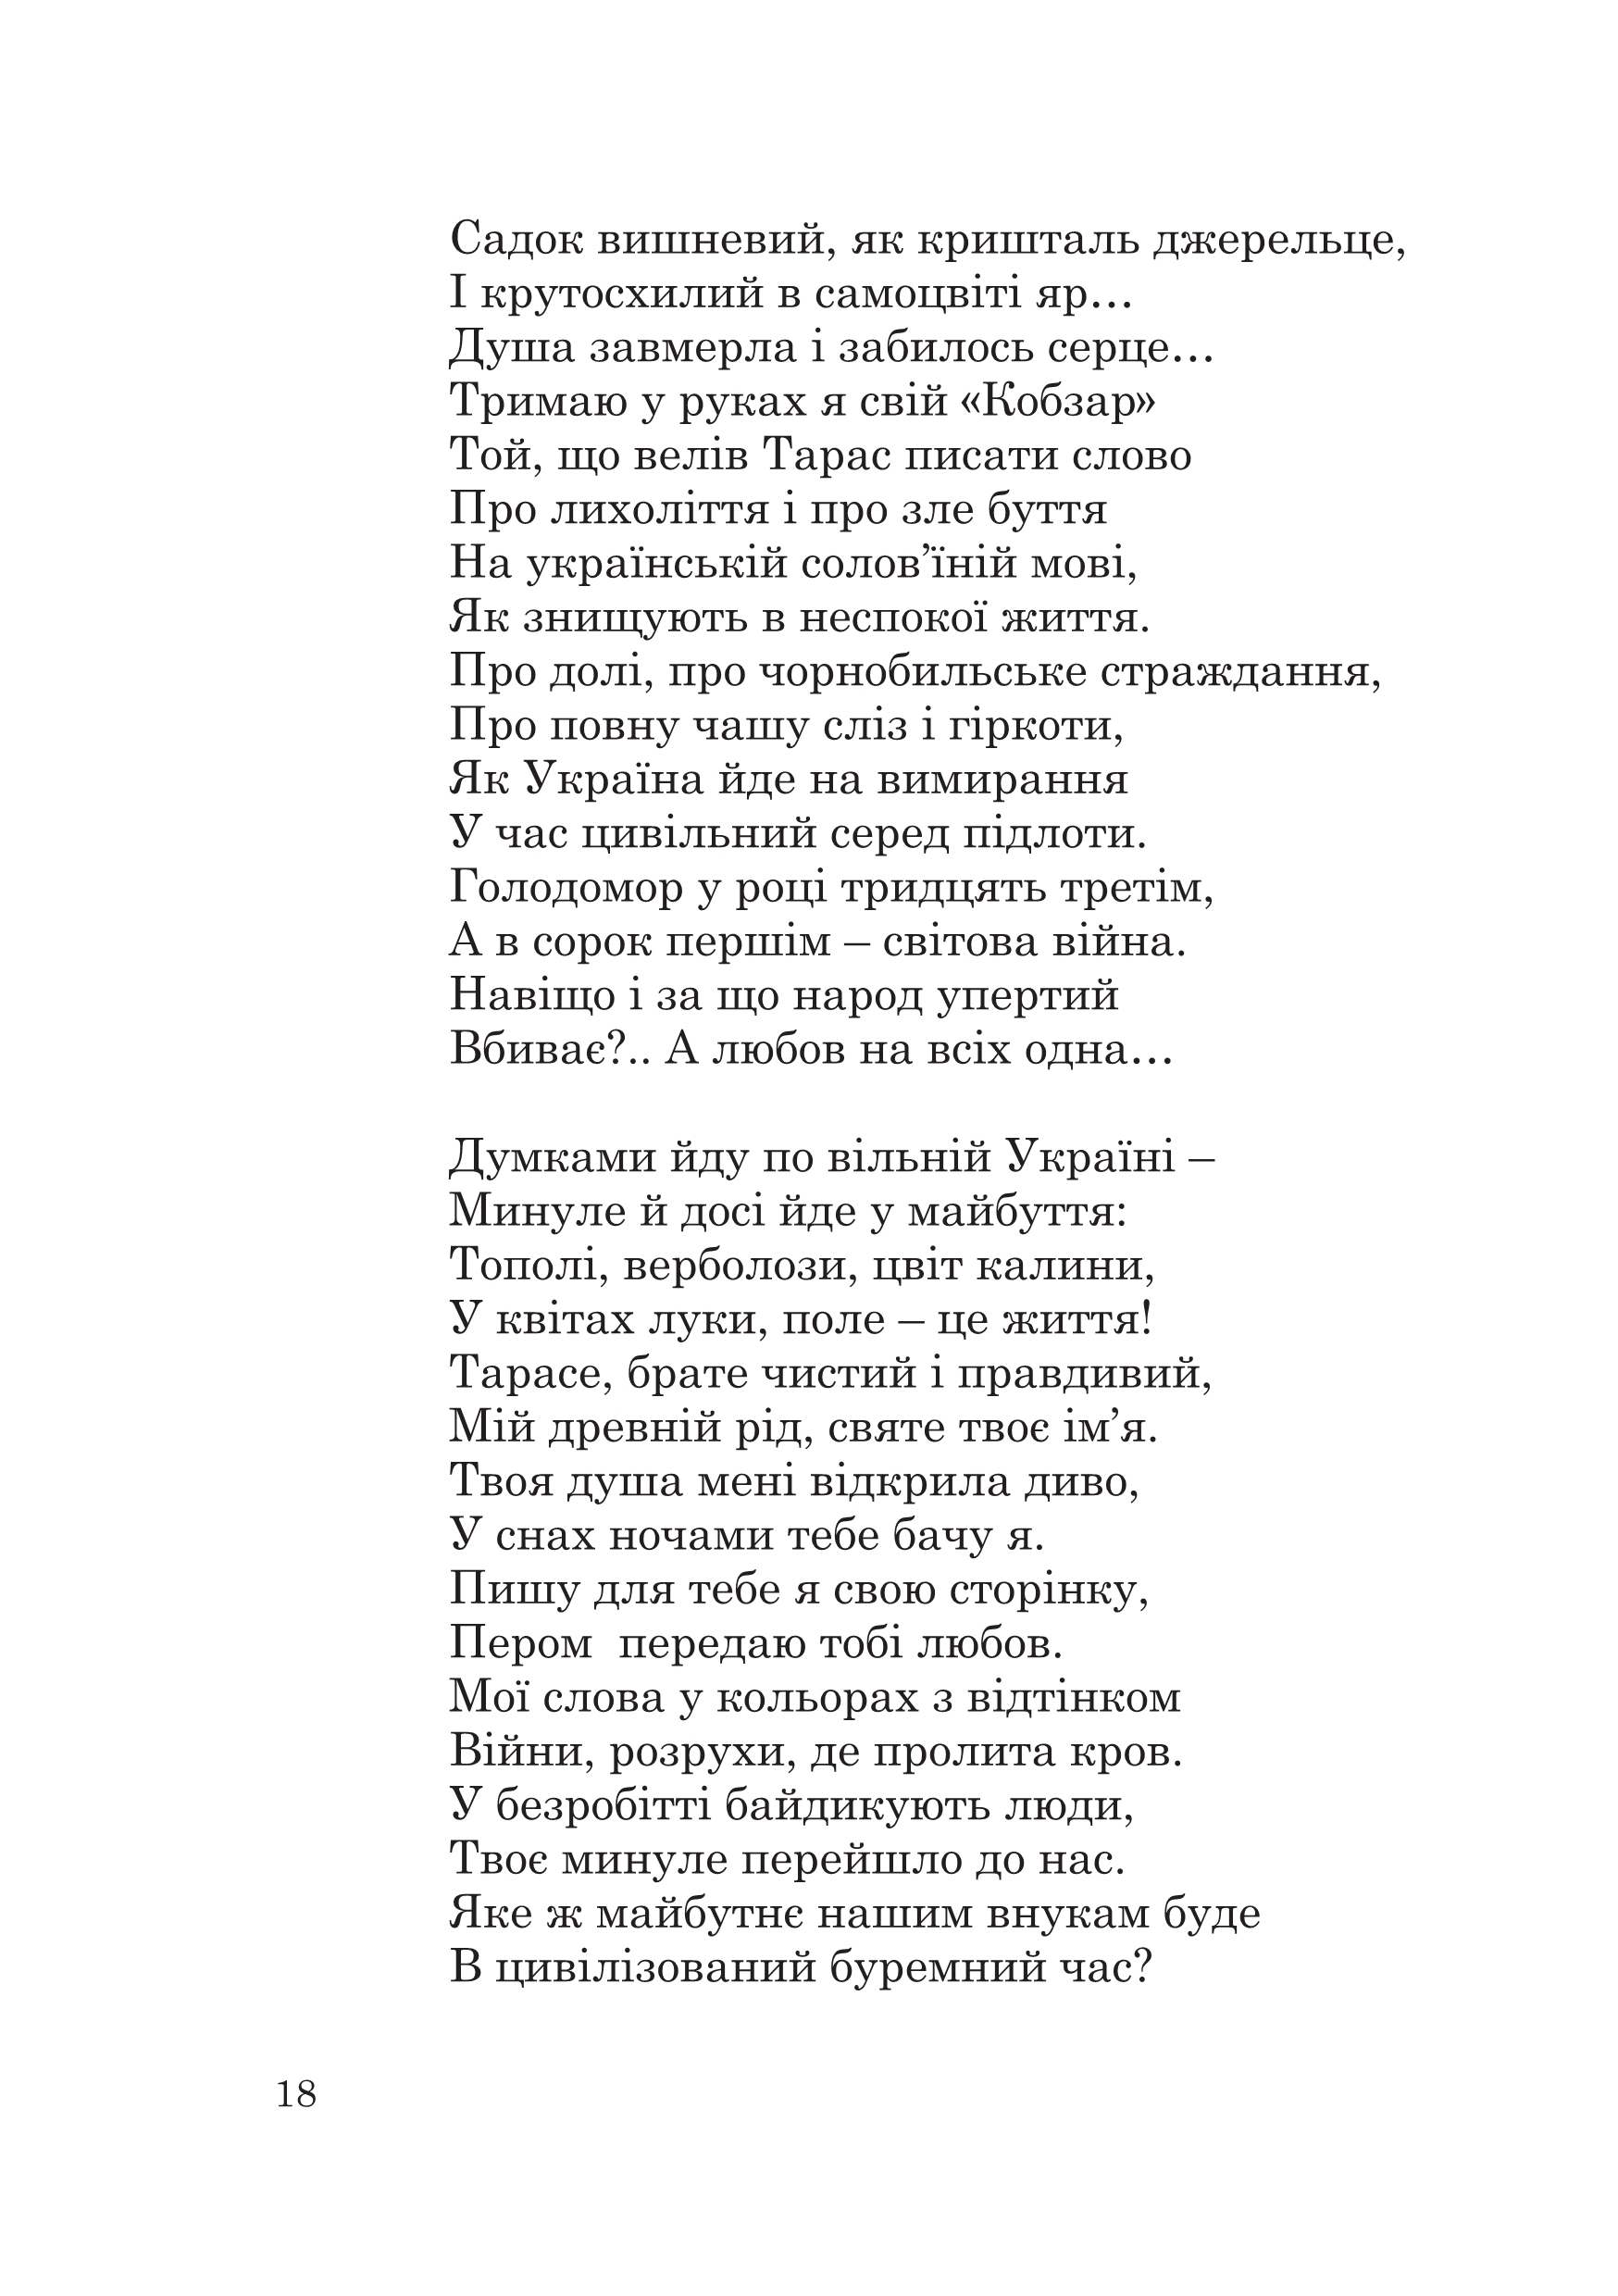 Садок вишневий, як кришталь джерельце,
І крутосхилий в самоцвіті яр…
Душа завмерла і забилось серце…
Тримаю у руках я свій «Кобзар»
Той, що велів Тарас писати слово
Про лихоліття і про зле буття
На українській солов’їній мові,
Як знищують в неспокої життя.
Про долі, про чорнобильське страждання,
Про повну чашу сліз і гіркоти,
Як Україна йде на вимирання
У час цивільний серед підлоти.
Голодомор у році тридцять третім,
А в сорок першім – світова війна.
Навіщо і за що народ упертий
Вбиває?.. А любов на всіх одна…

Думками йду по вільній Україні –
Минуле й досі йде у майбуття:
Тополі, верболози, цвіт калини,
У квітах луки, поле – це життя!
Тарасе, брате чистий і правдивий,
Мій древній рід, святе твоє ім’я.
Твоя душа мені відкрила диво,
У снах ночами тебе бачу я.
Пишу для тебе я свою сторінку,
Пером  передаю тобі любов.
Мої слова у кольорах з відтінком
Війни, розрухи, де пролита кров.
У безробітті байдикують люди,
Твоє минуле перейшло до нас.
Яке ж майбутнє нашим внукам буде
В цивілізований буремний час?
18